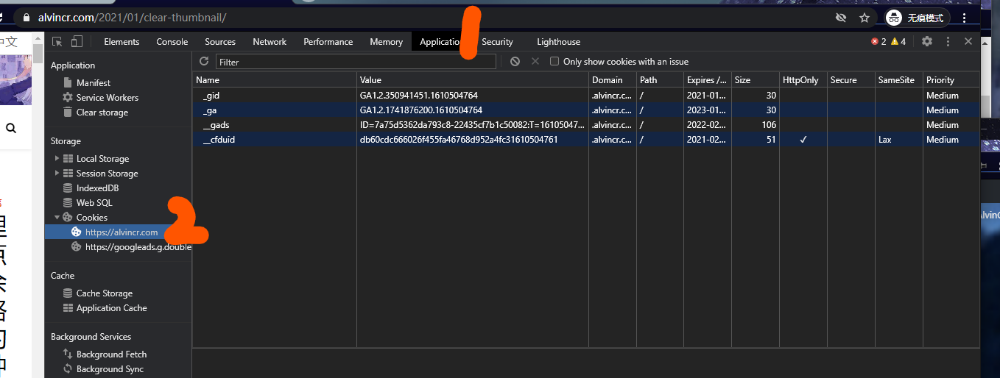 alvincr.com/2021/01/clear-thumbnail/
无痕模式
中文
Elements Console Sources Network Performance Memory Application Security Lighthouse 2 4
1
Application
Manifest
Service Workers
Clear storage
Storage
Local Storage
Session Storage
IndexedDB
Web SQL
Cookies
https://alvincr.com
2
https://googleads.g.double
Cache
Cache Storage
Application Cache
Background Services
Background Fetch
Background Sync
Filter
Only show cookies with an issue
Name Value Domain Path Expires /... Size HttpOnly Secure SameSite Priority
_gid GA1.2.350941451.1610504764 .alvincr.c... / 2021-01... 30 Medium
_ga GA1.2.1741876200.1610504764 .alvincr.c... / 2023-01... 30 Medium
__gads ID=7a75d5362da793c8-22435cf7b1c50082:T=16105047... .alvincr.c... / 2022-02... 106 Medium
__cfduid db60cdc666026f455fa46768d952a4fc31610504761 .alvincr.c... / 2021-02... 51 ✓ Lax Medium